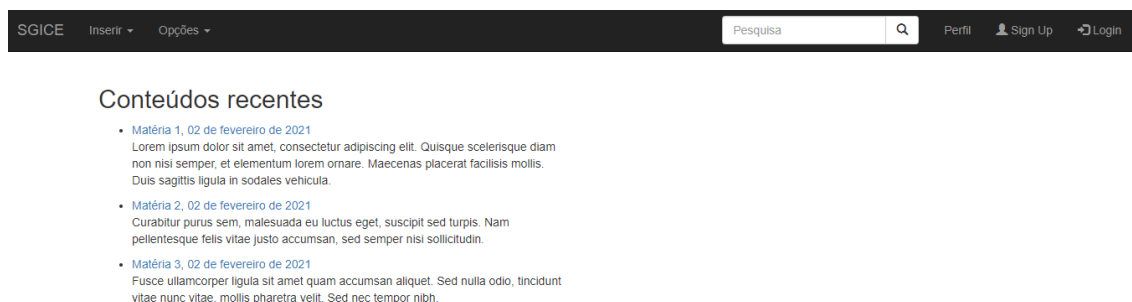 SGICE Inserir Opções Pesquisa Perfil Sign Up Login
Conteúdos recentes
Matéria 1, 02 de fevereiro de 2021
Lorem ipsum dolor sit amet, consectetur adipiscing elit. Quisque scelerisque diam
non nisi semper, et elementum lorem ornare. Maecenas placerat facilisis mollis.
Duis sagittis ligula in sodales vehicula.
Matéria 2, 02 de fevereiro de 2021
Curabitur purus sem, malesuada eu luctus eget, suscipit sed turpis. Nam
pellentesque felis vitae justo accumsan, sed semper nisi sollicitudin.
Matéria 3, 02 de fevereiro de 2021
Fusce ullamcorper ligula sit amet quam accumsan aliquet. Sed nulla odio, tincidunt
vitae nunc vitae, mollis pharetra velit. Sed nec tempor nibh.